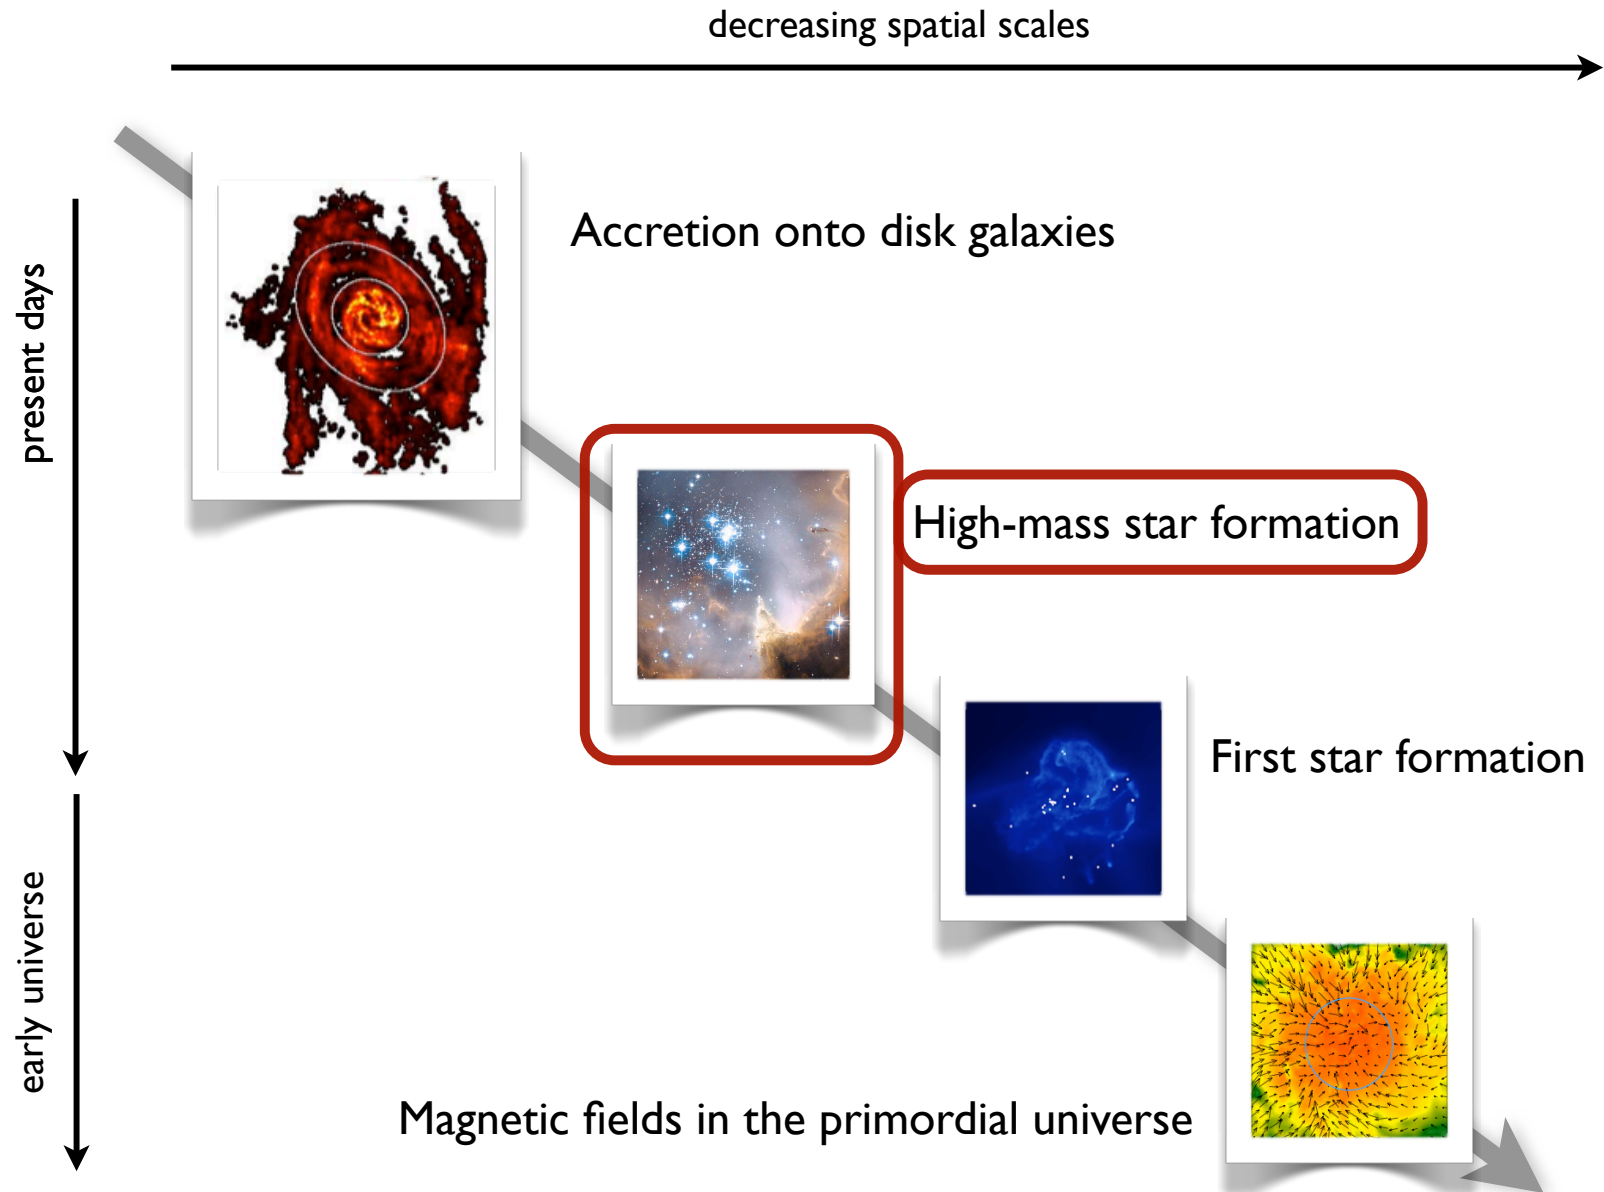 decreasing spatial scales
present days
Accretion onto disk galaxies
High-mass star formation
First star formation
early universe
Magnetic fields in the primordial universe